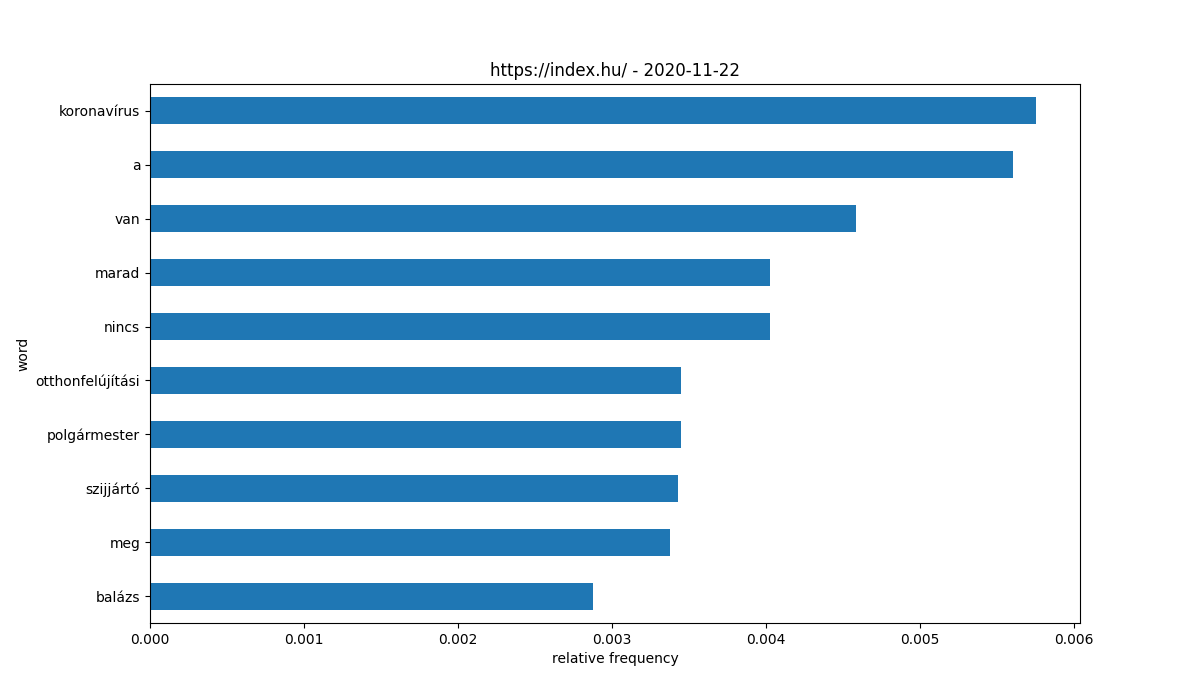 https://index.hu/ - 2020-11-22
koronavírus
a
van
marad
nincs
otthonfelújítási
polgármester
szijjártó
meg
balázs
word
0.000 0.001 0.002 0.003 0.004 0.005 0.006
relative frequency